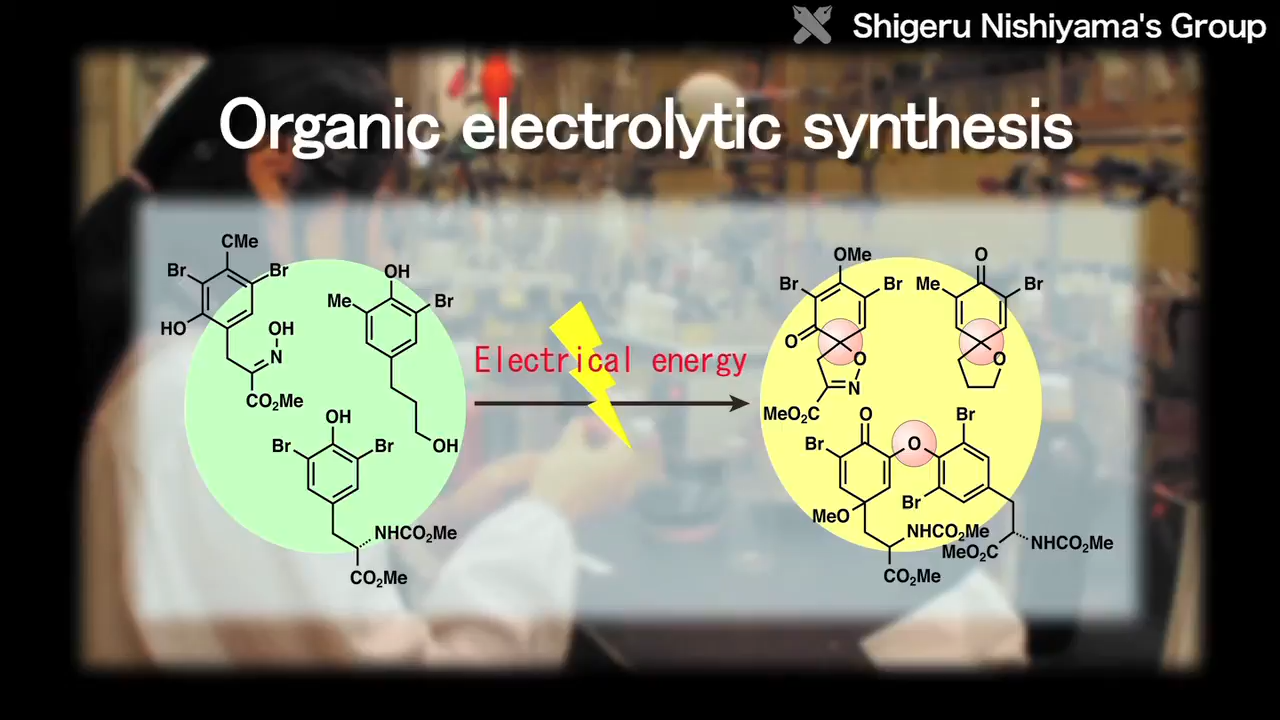 Shigeru Nishiyama's Group
Organic electrolytic synthesis
CMe
Br
Br
HO
OH
N
CO₂Me
OH
Me
Br
OH
OH
Br
Br
NHCO₂Me
CO₂Me
Electrical energy
OMe
Br
Br
O
O
N
MeO₂C
O
Me
Br
O
O
Br
O
Br
Br
MeO
NHCO₂Me
CO₂Me
MeO₂C
NHCO₂Me